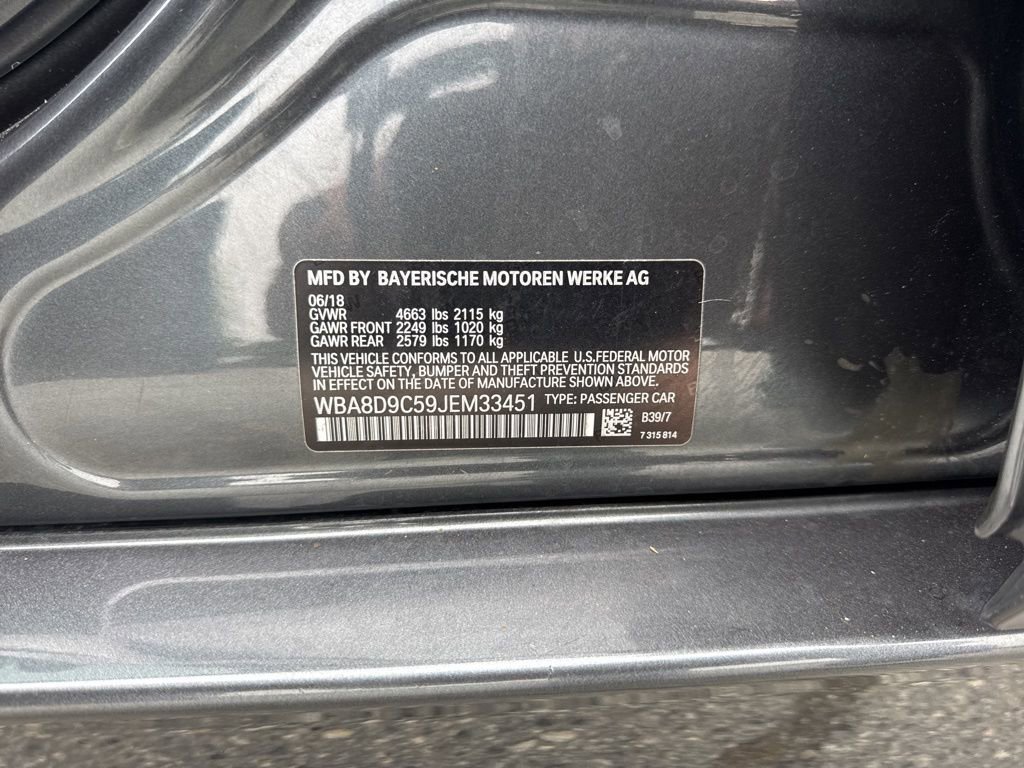 MFD BY BAYERISCHE MOTOREN WERKE AG
06/18
GVWR 4663 lbs 2115 kg
GAWR FRONT 2249 lbs 1020 kg
GAWR REAR 2579 lbs 1170 kg
THIS VEHICLE CONFORMS TO ALL APPLICABLE U.S.FEDERAL MOTOR
VEHICLE SAFETY, BUMPER AND THEFT PREVENTION STANDARDS
IN EFFECT ON THE DATE OF MANUFACTURE SHOWN ABOVE.
WBA8D9C59JEM33451 TYPE: PASSENGER CAR
B39/7
7 315 814